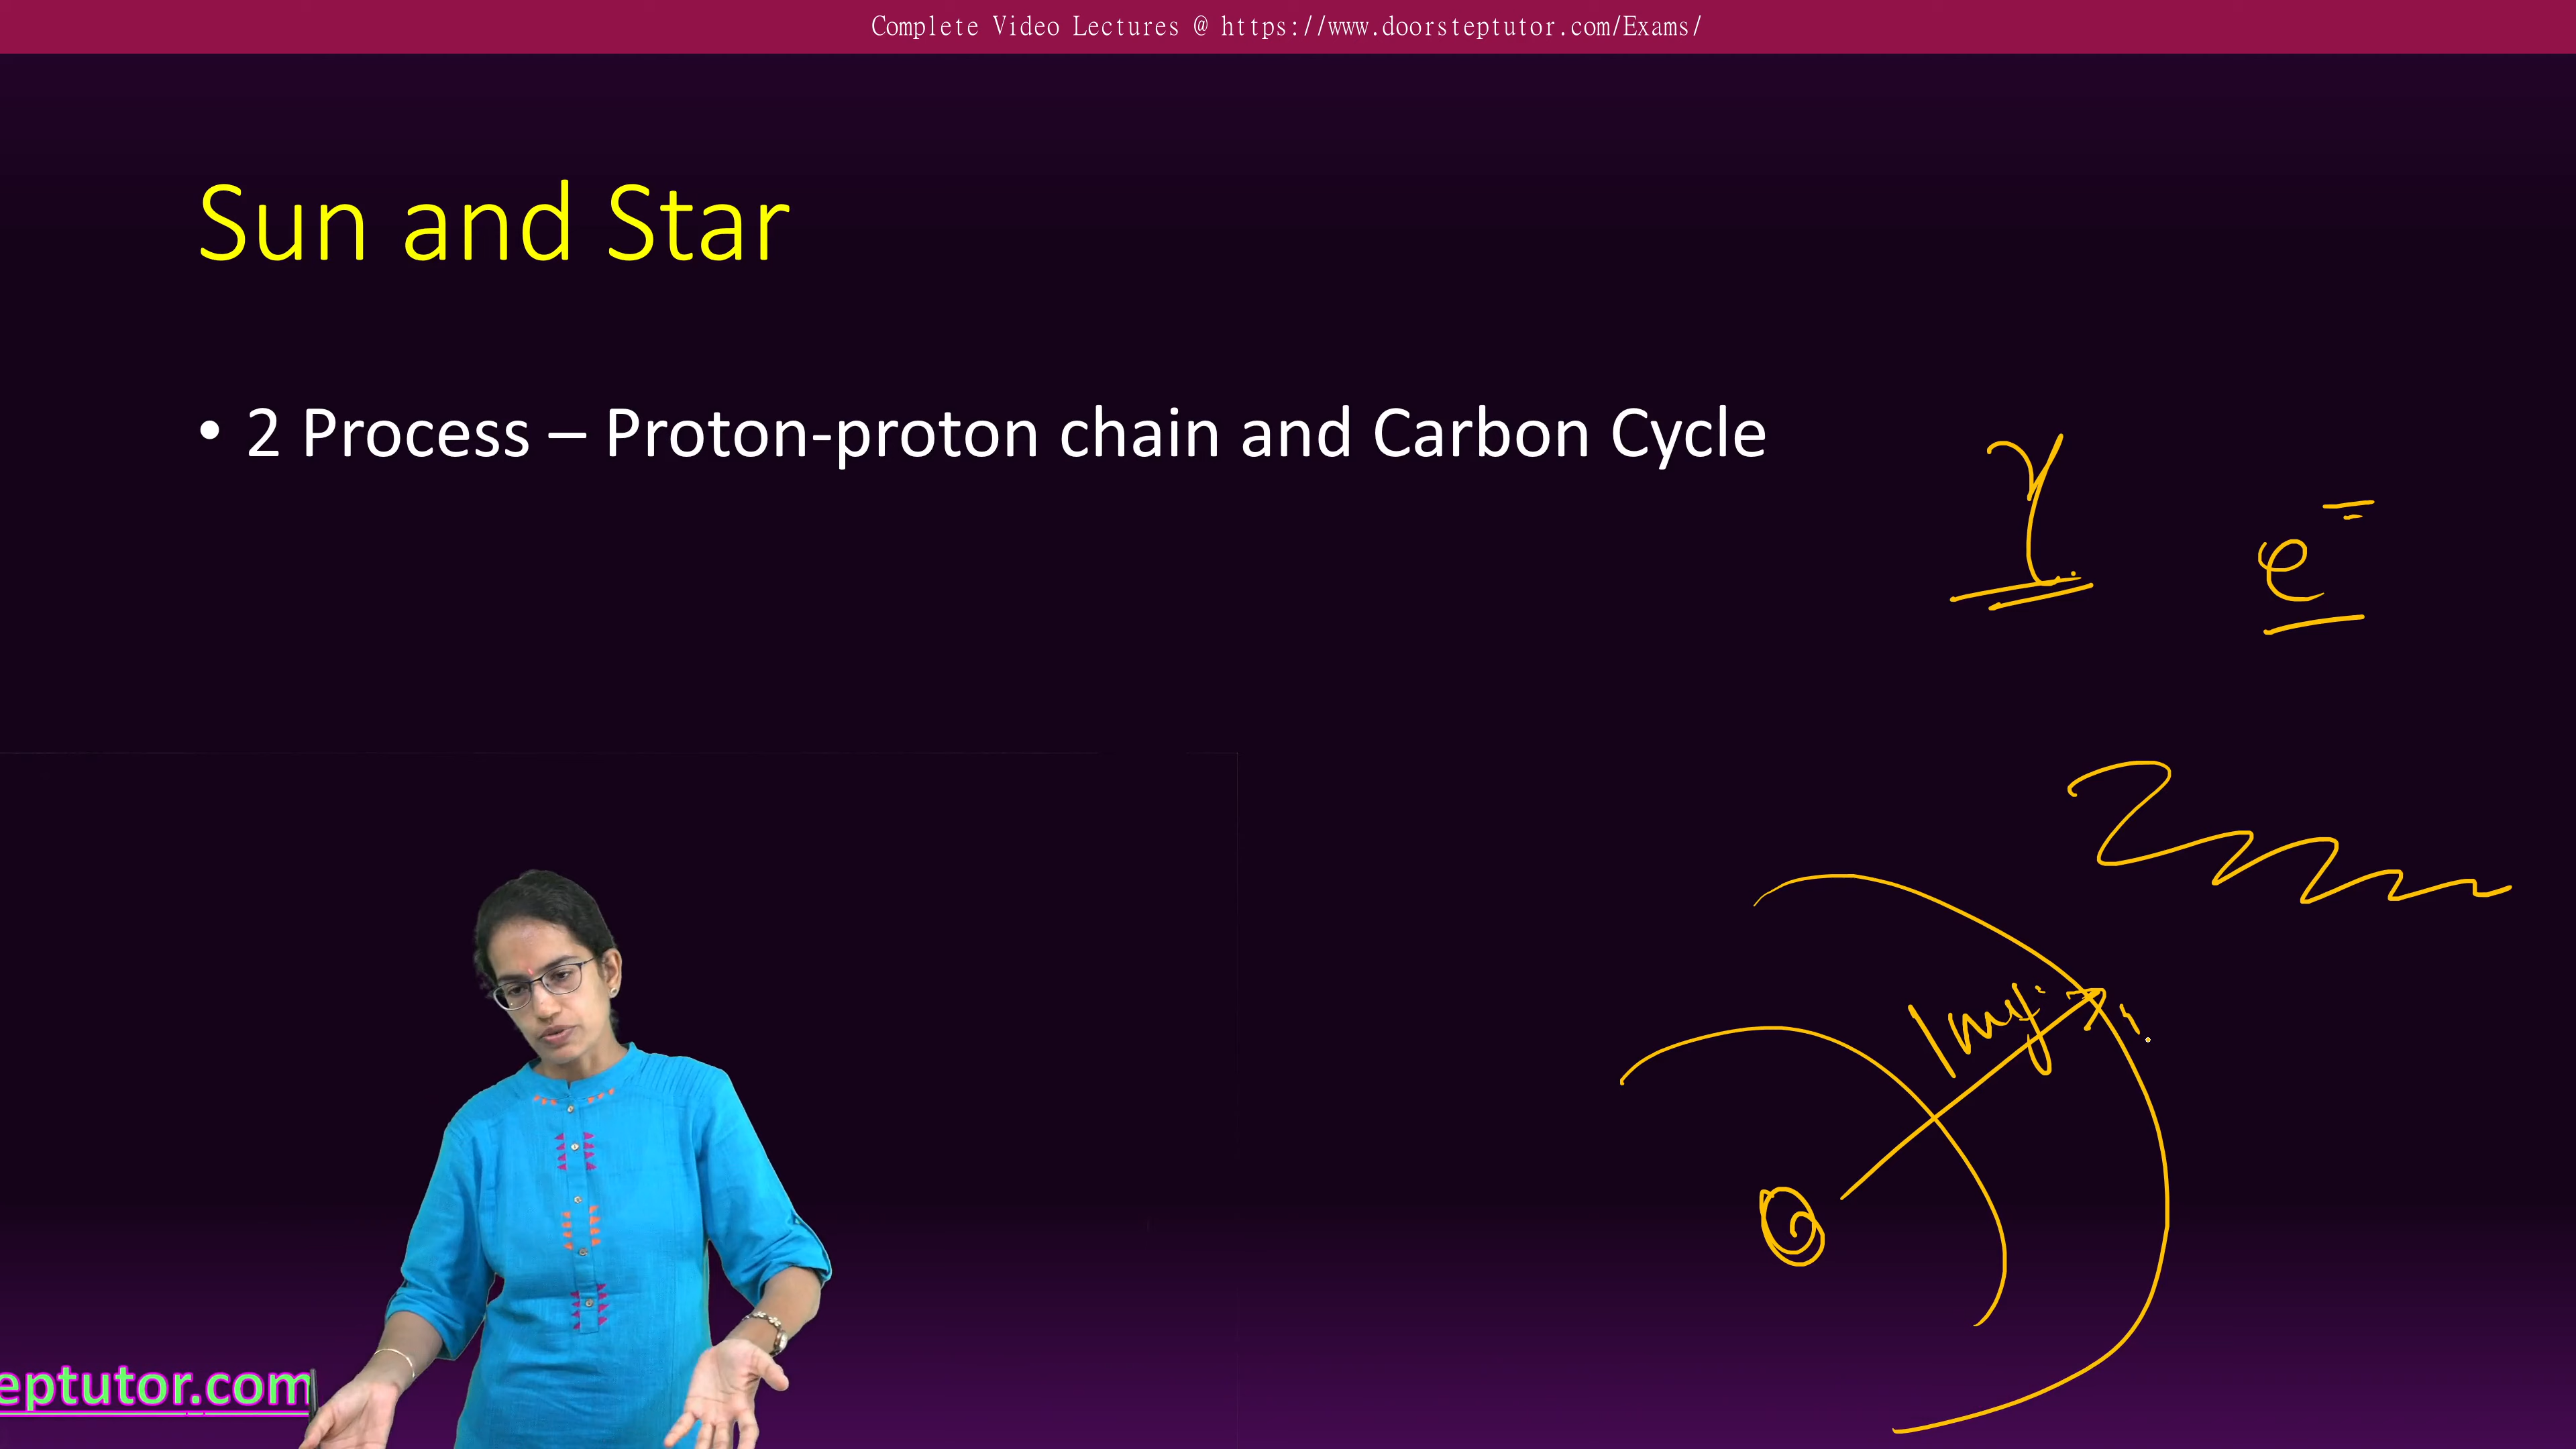 Complete Video Lectures @ https://www.doorsteptutor.com/Exams/
Sun and Star
• 2 Process – Proton-proton chain and Carbon Cycle
γ
e-
1my
eptutor.com